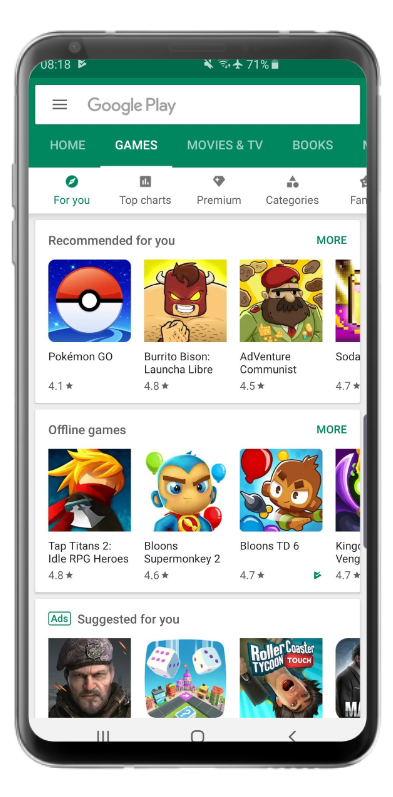 08:18 71%
Google Play
HOME GAMES MOVIES & TV BOOKS
For you Top charts Premium Categories Fan
Recommended for you MORE
Pokémon GO Burrito Bison: AdVenture Soda
Launcha Libre Communist
4.1 ★ 4.8 ★ 4.5 ★ 4.7 ★
Offline games MORE
Tap Titans 2: Bloons Bloons TD 6 Kingd
Idle RPG Heroes Supermonkey 2 Veng
4.8 ★ 4.6 ★ 4.7 ★ 4.7 ★
Ads Suggested for you
RollerCoaster
TYCOON TOUCH
MA